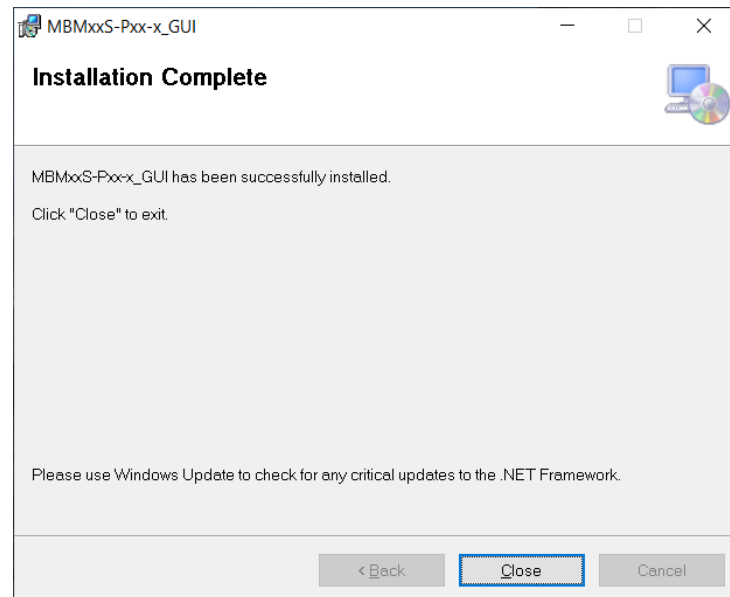 MBMxxS-Pxx-x_GUI
Installation Complete
MBMxxS-Pxx-x_GUI has been successfully installed.
Click "Close" to exit.
Please use Windows Update to check for any critical updates to the .NET Framework.
< Back
Close
Cancel